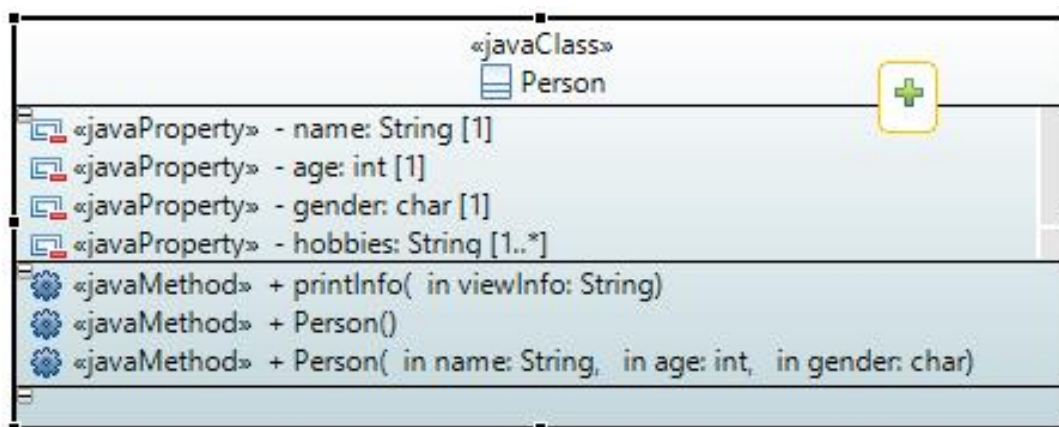 «javaClass»
Person
«javaProperty» - name: String [1]
«javaProperty» - age: int [1]
«javaProperty» - gender: char [1]
«javaProperty» - hobbies: String [1..*]
«javaMethod» + printInfo( in viewInfo: String)
«javaMethod» + Person()
«javaMethod» + Person( in name: String, in age: int, in gender: char)